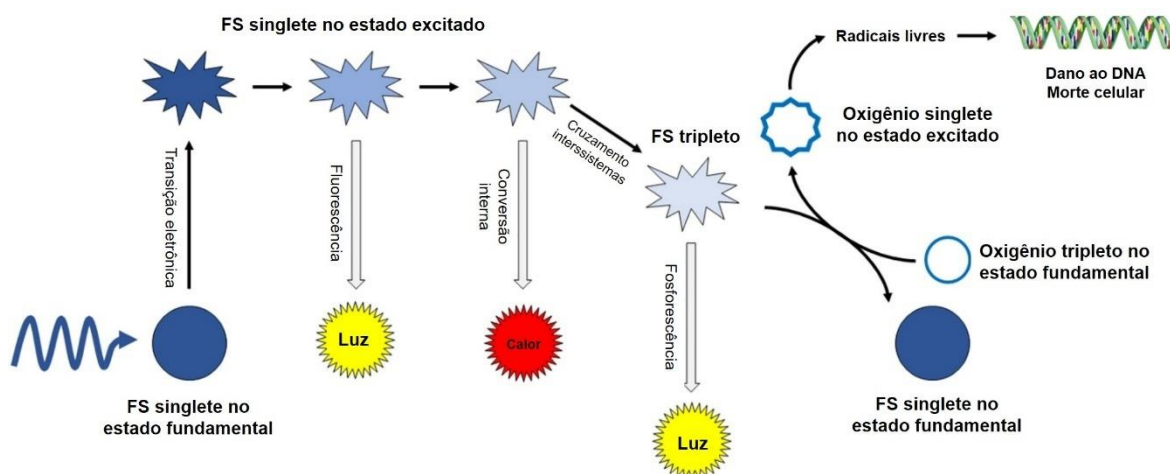 FS singlete no estado excitado
Radicais livres
Dano ao DNA
Morte celular
Oxigênio singlete
no estado excitado
FS tripleto
Cruzamento
interssistemas
Transição eletrônica
Fluorescência
Conversão
interna
Fosforescência
Oxigênio tripleto no
estado fundamental
Luz
Calor
FS singlete no
estado fundamental
FS singlete no
estado fundamental
Luz